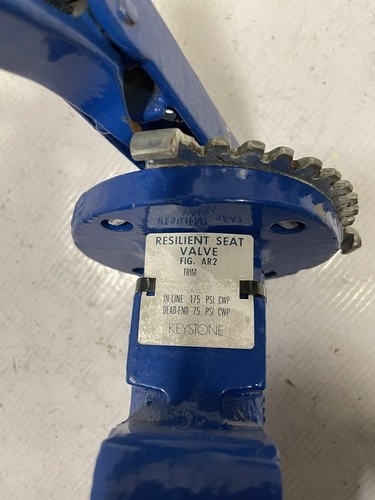 RESILIENT SEAT
VALVE
FIG. AR2
TRIM
IN LINE: 175 PSI CWP
DEAD-END 75 PSI CWP
KEYSTONE